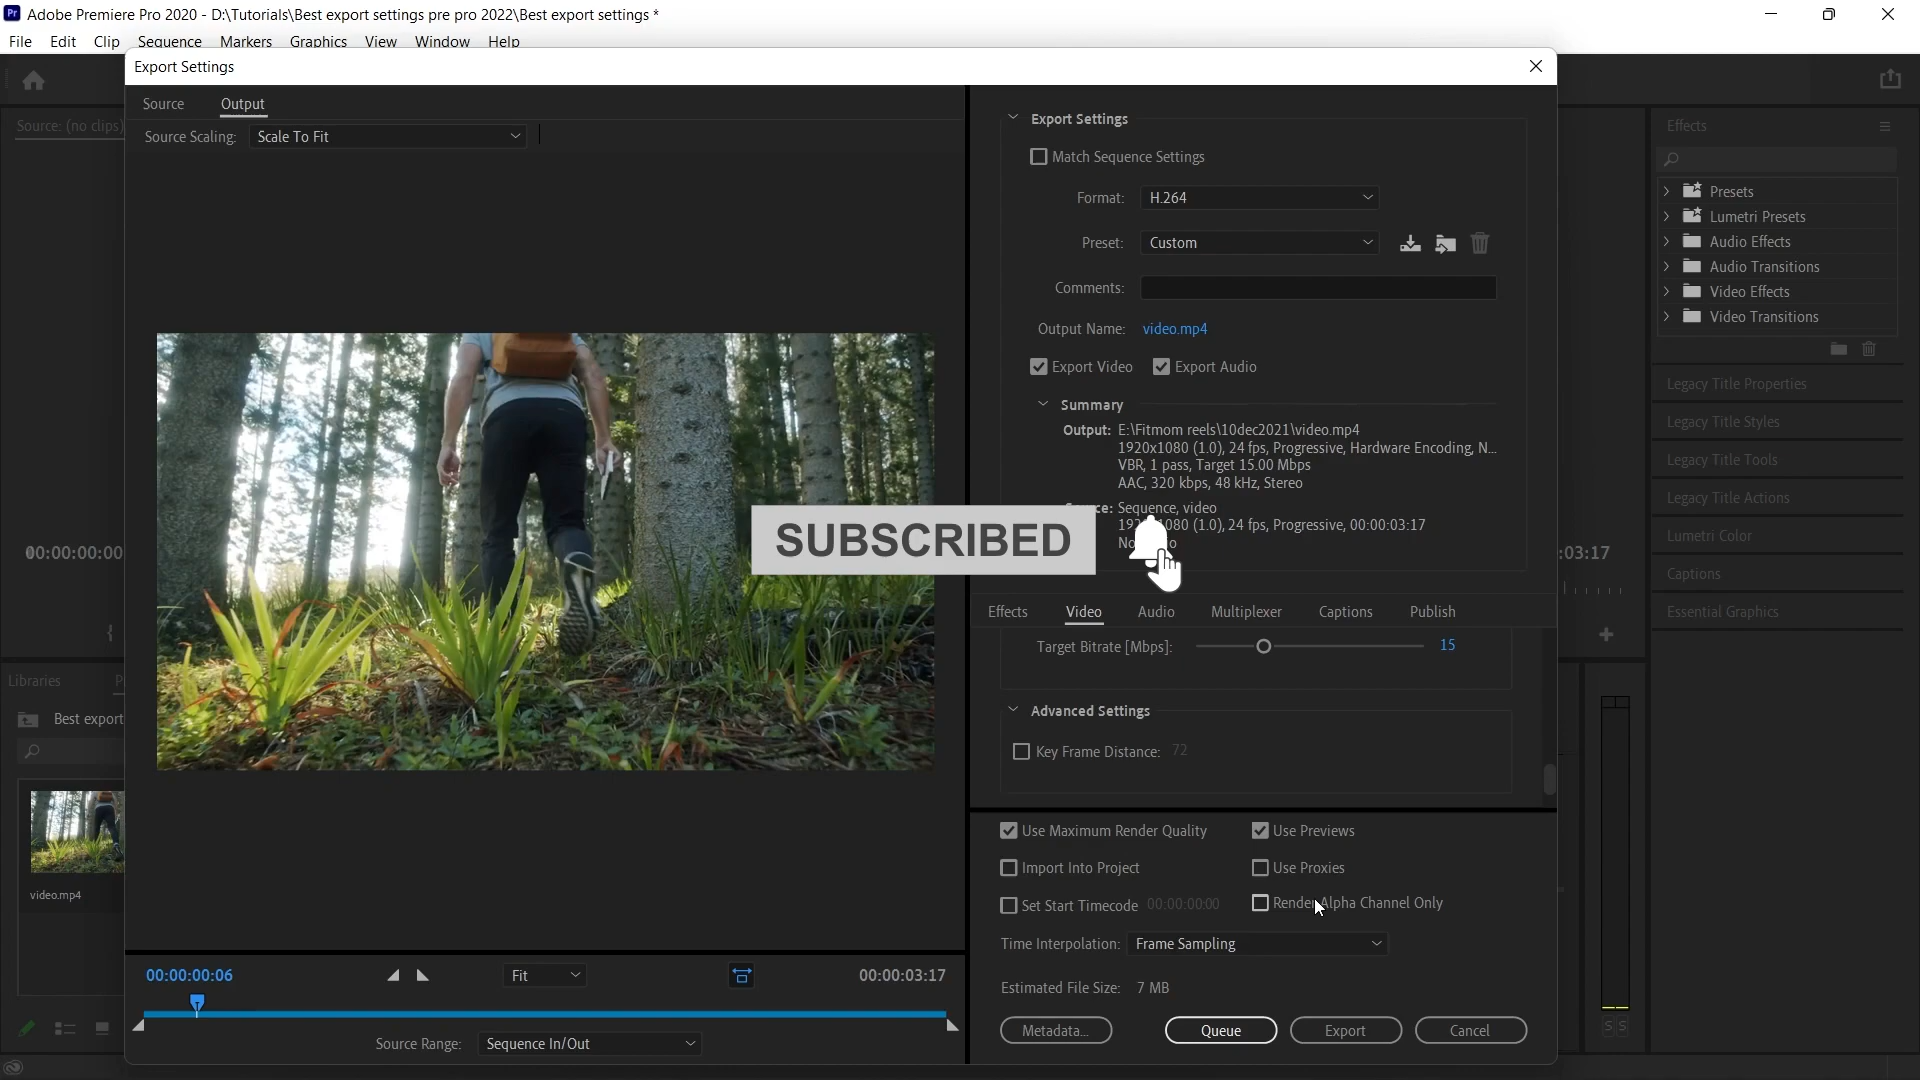 Adobe Premiere Pro 2020 - D:\Tutorials\Best export settings pre pro 2022\Best export settings *
File Edit Clip Sequence Markers Graphics View Window Help
Export Settings
Source: (no clips)
Source Output
Source Scaling: Scale To Fit
Export Settings
Match Sequence Settings
Format: H.264
Preset: Custom
Comments:
Output Name: video.mp4
Export Video Export Audio
Summary
Output: E:\Fitmom reels\10dec2021\video.mp4
1920x1080 (1.0), 24 fps, Progressive, Hardware Encoding, N...
VBR, 1 pass, Target 15.00 Mbps
AAC, 320 kbps, 48 kHz, Stereo
Sequence, video
(1.0), 24 fps, Progressive, 00:00:03:17
SUBSCRIBED
Effects Video Audio Multiplexer Captions Publish
Target Bitrate [Mbps]: 15
Advanced Settings
Key Frame Distance: 72
Use Maximum Render Quality Use Previews
Import Into Project Use Proxies
Set Start Timecode 00:00:00:00 Render Alpha Channel Only
Time Interpolation: Frame Sampling
Estimated File Size: 7 MB
Metadata... Queue Export Cancel
00:00:00:06 Fit 00:00:03:17
Source Range: Sequence In/Out
00:00:00:00
Libraries
Best export
video.mp4
:03:17
S S
Effects
Presets
Lumetri Presets
Audio Effects
Audio Transitions
Video Effects
Video Transitions
Legacy Title Properties
Legacy Title Styles
Legacy Title Tools
Legacy Title Actions
Lumetri Color
Captions
Essential Graphics